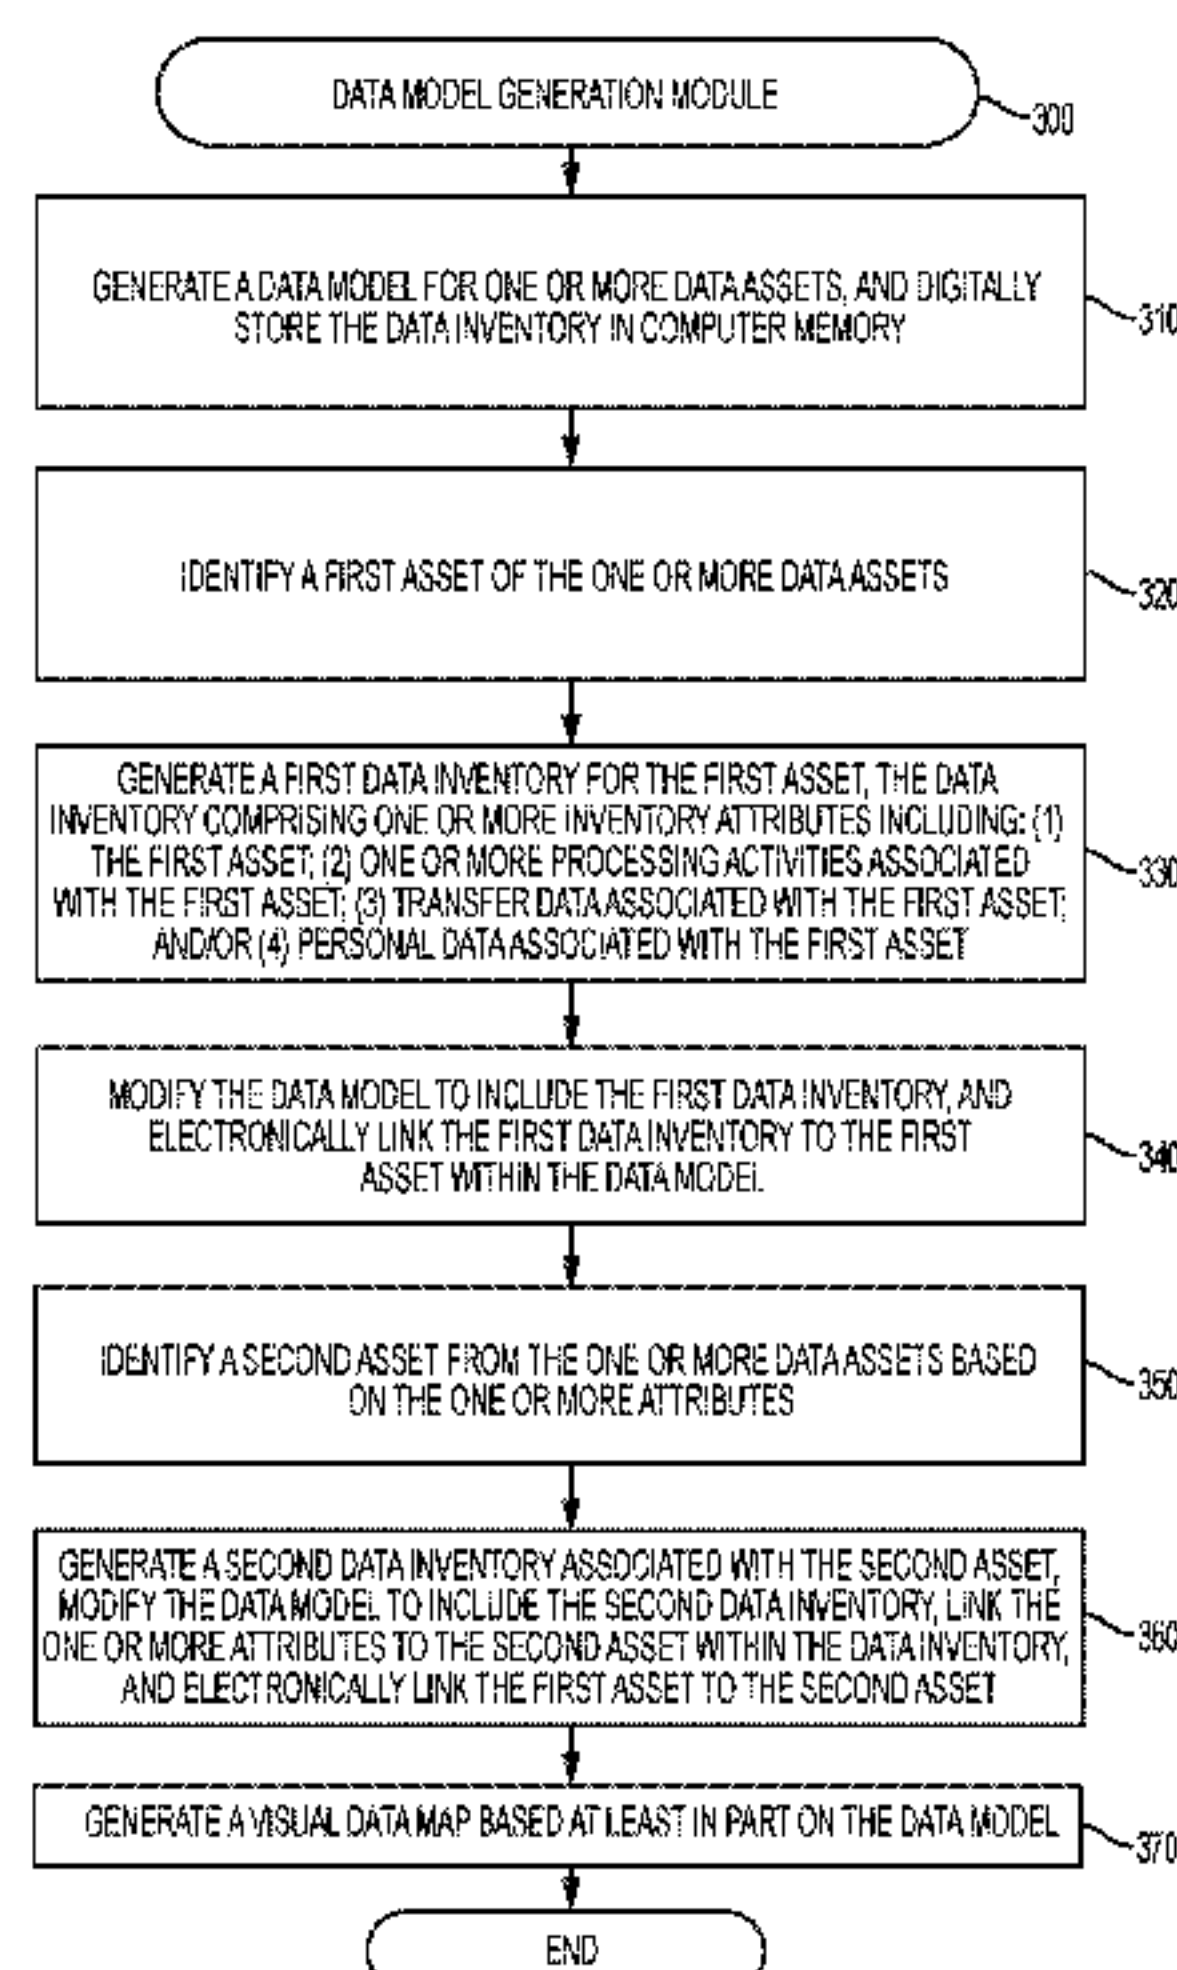 DATA MODEL GENERATION MODULE
300
GENERATE A DATA MODEL FOR ONE OR MORE DATA ASSETS, AND DIGITALLY
STORE THE DATA INVENTORY IN COMPUTER MEMORY
310
IDENTIFY A FIRST ASSET OF THE ONE OR MORE DATA ASSETS
320
GENERATE A FIRST DATA INVENTORY FOR THE FIRST ASSET, THE DATA
INVENTORY COMPRISING ONE OR MORE INVENTORY ATTRIBUTES INCLUDING: (1)
THE FIRST ASSET; (2) ONE OR MORE PROCESSING ACTIVITIES ASSOCIATED
WITH THE FIRST ASSET; (3) TRANSFER DATA ASSOCIATED WITH THE FIRST ASSET;
AND/OR (4) PERSONAL DATA ASSOCIATED WITH THE FIRST ASSET
330
MODIFY THE DATA MODEL TO INCLUDE THE FIRST DATA INVENTORY, AND
ELECTRONICALLY LINK THE FIRST DATA INVENTORY TO THE FIRST
ASSET WITHIN THE DATA MODEL
340
IDENTIFY A SECOND ASSET FROM THE ONE OR MORE DATA ASSETS BASED
ON THE ONE OR MORE ATTRIBUTES
350
GENERATE A SECOND DATA INVENTORY ASSOCIATED WITH THE SECOND ASSET,
MODIFY THE DATA MODEL TO INCLUDE THE SECOND DATA INVENTORY, LINK THE
ONE OR MORE ATTRIBUTES TO THE SECOND ASSET WITHIN THE DATA INVENTORY,
AND ELECTRONICALLY LINK THE FIRST ASSET TO THE SECOND ASSET
360
GENERATE A VISUAL DATA MAP BASED AT LEAST IN PART ON THE DATA MODEL
370
END